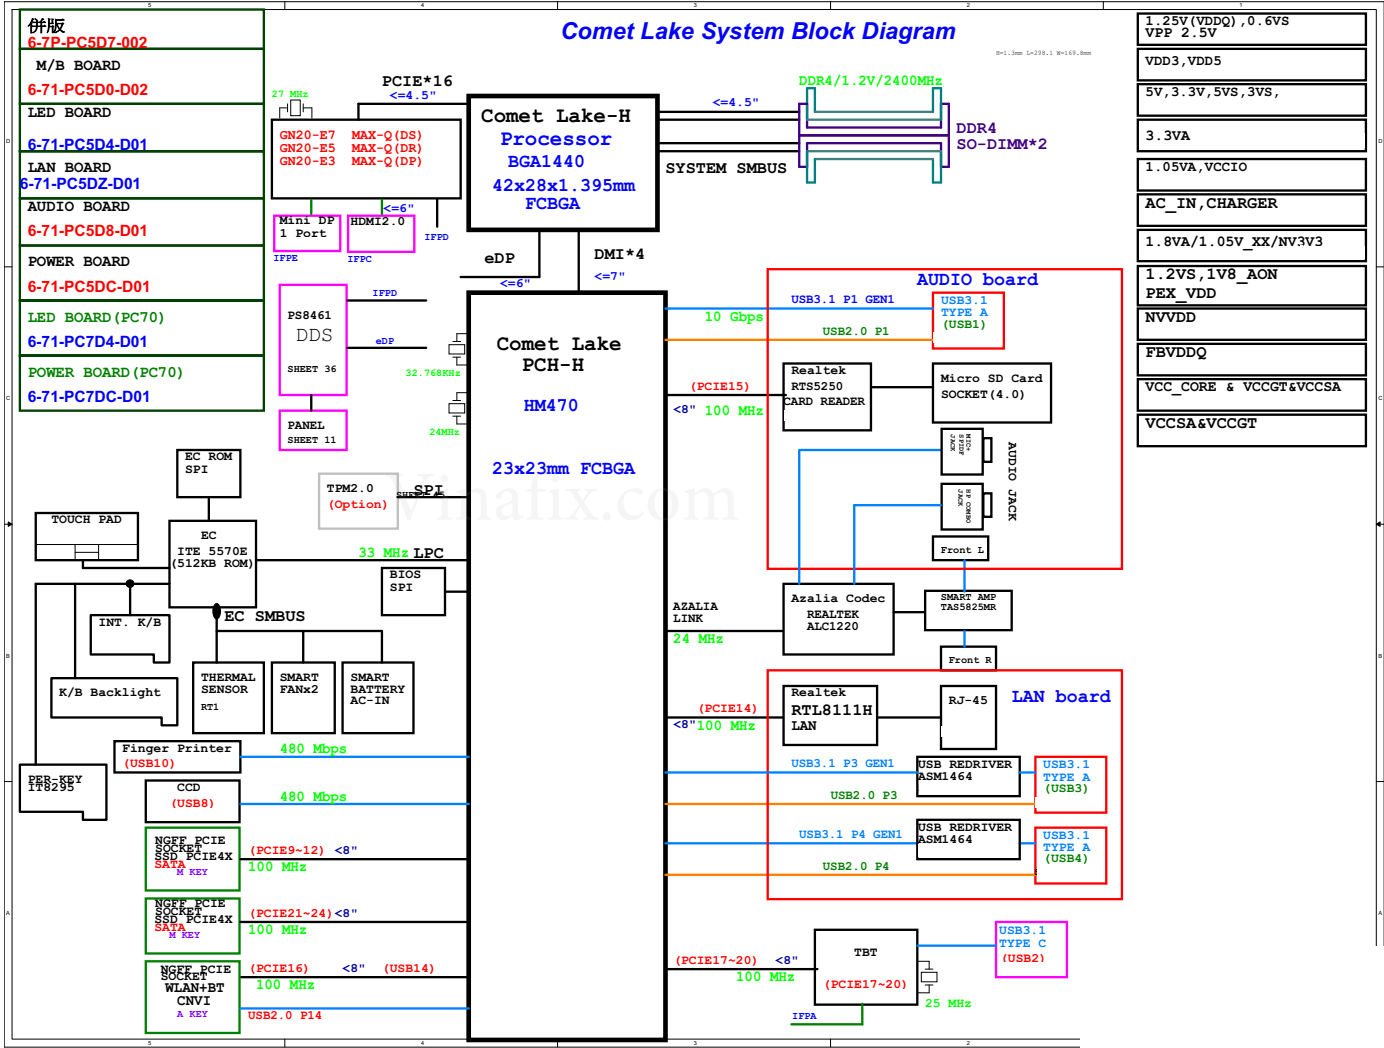 Comet Lake System Block Diagram
H=1.3mm L=298.1 W=169.8mm
併版
6-7P-PC5D7-002
M/B BOARD
6-71-PC5D0-D02
LED BOARD
6-71-PC5D4-D01
LAN BOARD
6-71-PC5DZ-D01
AUDIO BOARD
6-71-PC5D8-D01
POWER BOARD
6-71-PC5DC-D01
LED BOARD(PC70)
6-71-PC7D4-D01
POWER BOARD(PC70)
6-71-PC7DC-D01
1.25V(VDDQ),0.6VS
VPP 2.5V
VDD3,VDD5
5V,3.3V,5VS,3VS,
3.3VA
1.05VA,VCCIO
AC_IN,CHARGER
1.8VA/1.05V_XX/NV3V3
1.2VS,1V8_AON
PEX_VDD
NVVDD
FBVDDQ
VCC_CORE & VCCGT&VCCSA
VCCSA&VCCGT
27 MHz
PCIE*16
<=4.5"
GN20-E7 MAX-Q(DS)
GN20-E5 MAX-Q(DR)
GN20-E3 MAX-Q(DP)
Mini DP
1 Port
IFPE
HDMI2.0
IFPC
<=6"
IFPD
Comet Lake-H
Processor
BGA1440
42x28x1.395mm
FCBGA
<=4.5"
DDR4/1.2V/2400MHz
DDR4
SO-DIMM*2
SYSTEM SMBUS
eDP
<=6"
DMI*4
<=7"
PS8461
DDS
SHEET 36
IFPD
eDP
PANEL
SHEET 11
32.768KHz
24MHz
Comet Lake
PCH-H
HM470
23x23mm FCBGA
Vinafix.com
TPM2.0
(Option)
SHEET 45
SPI
EC ROM
SPI
TOUCH PAD
EC
ITE 5570E
(512KB ROM)
33 MHz LPC
BIOS
SPI
INT. K/B
EC SMBUS
K/B Backlight
THERMAL
SENSOR
RT1
SMART
FANx2
SMART
BATTERY
AC-IN
PER-KEY
IT8295
Finger Printer
(USB10)
480 Mbps
CCD
(USB8)
480 Mbps
NGFF PCIE
SOCKET
SSD PCIE4X
SATA
M KEY
(PCIE9~12) <8"
100 MHz
NGFF PCIE
SOCKET
SSD PCIE4X
SATA
M KEY
(PCIE21~24)<8"
100 MHz
NGFF PCIE
SOCKET
WLAN+BT
CNVI
A KEY
(PCIE16) <8" (USB14)
100 MHz
USB2.0 P14
AUDIO board
USB3.1 P1 GEN1
10 Gbps
USB2.0 P1
USB3.1
TYPE A
(USB1)
(PCIE15)
<8" 100 MHz
Realtek
RTS5250
CARD READER
Micro SD Card
SOCKET(4.0)
MIC+
SPIDF
JACK
HP COMBO
JACK
AUDIO JACK
Front L
AZALIA
LINK
24 MHz
Azalia Codec
REALTEK
ALC1220
SMART AMP
TAS5825MR
Front R
LAN board
(PCIE14)
<8" 100 MHz
Realtek
RTL8111H
LAN
RJ-45
USB3.1 P3 GEN1
USB REDRIVER
ASM1464
USB2.0 P3
USB3.1
TYPE A
(USB3)
USB3.1 P4 GEN1
USB REDRIVER
ASM1464
USB2.0 P4
USB3.1
TYPE A
(USB4)
(PCIE17~20) <8"
100 MHz
TBT
(PCIE17~20)
IFPA
25 MHz
USB3.1
TYPE C
(USB2)